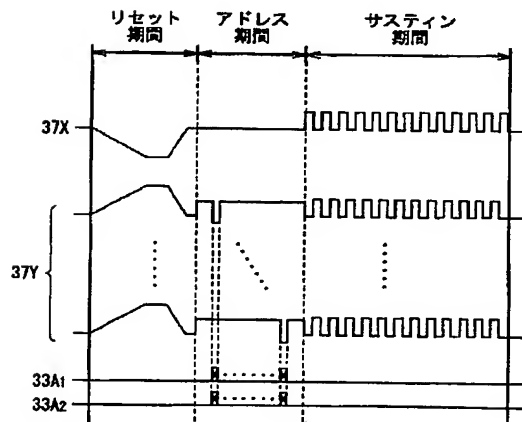 リセット
期間
アドレス
期間
サスティン
期間
37X
37Y
33A1
33A2